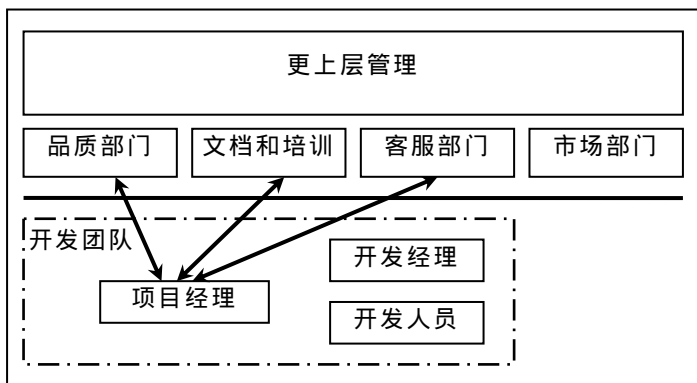 更上层管理
品质部门
文档和培训
客服部门
市场部门
开发团队
开发经理
项目经理
开发人员